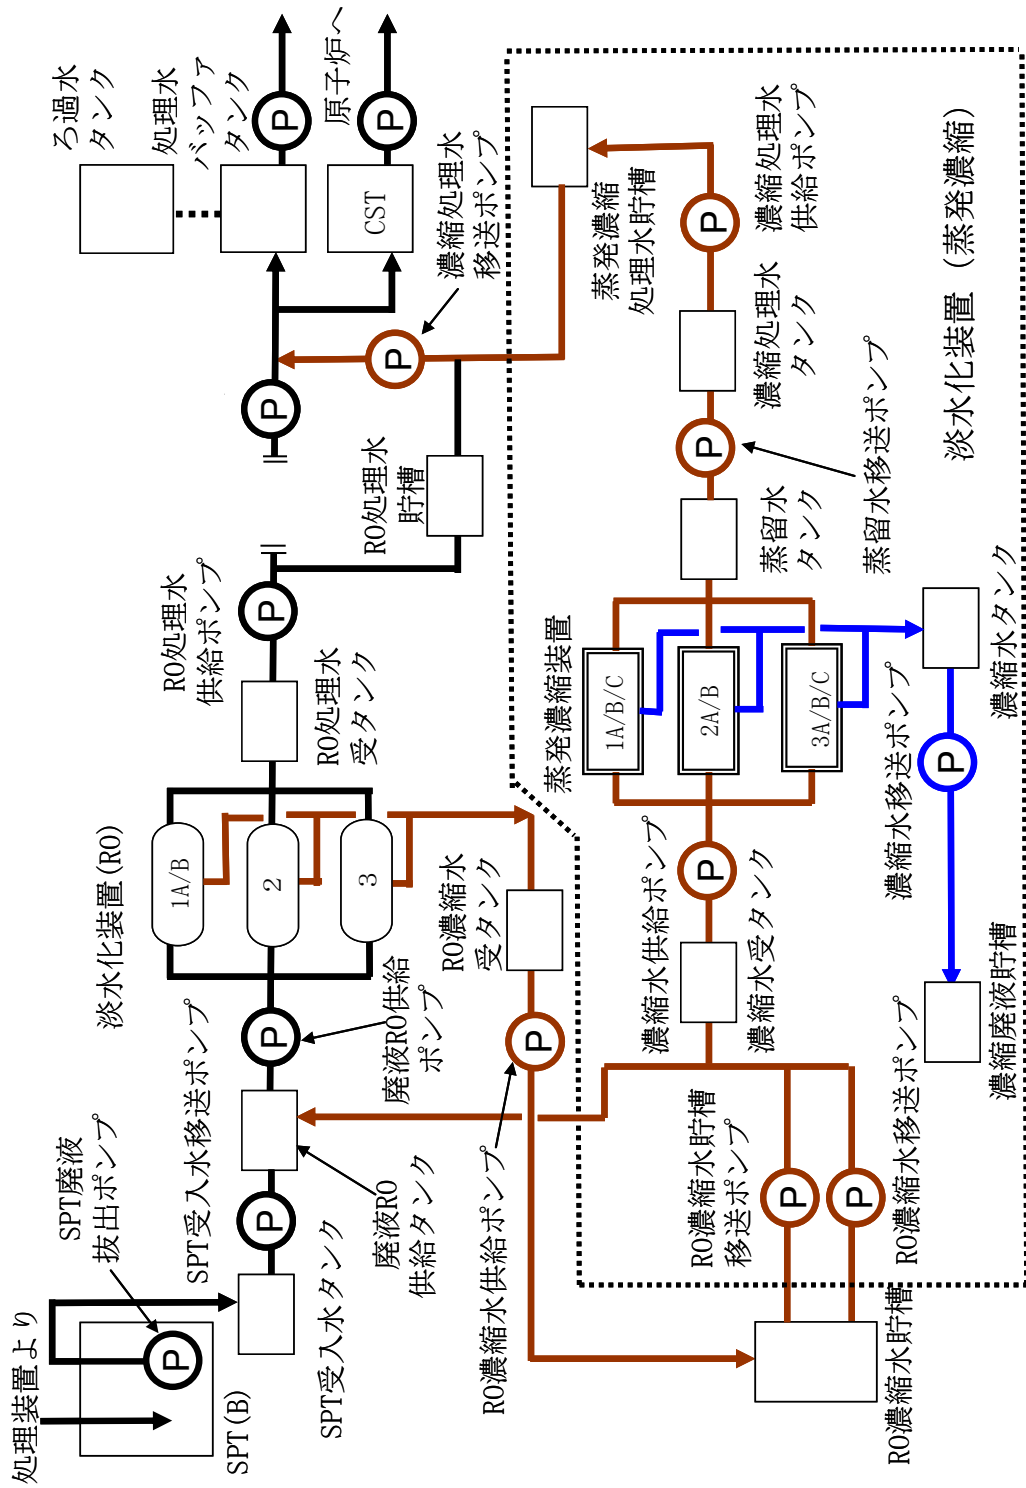 処理装置より
SPT(B)
SPT廃液
抜出ポンプ
P
SPT受入水タンク
SPT受入水移送ポンプ
P
廃液RO
供給タンク
廃液RO供給
ポンプ
P
淡水化装置(RO)
1A/B
2
3
RO処理水
受タンク
RO処理水
供給ポンプ
P
RO処理水
貯槽
P
濃縮処理水
移送ポンプ
P
ろ過水
タンク
処理水
バッファ
タンク
P
CST
P
原子炉へ
RO濃縮水
受タンク
RO濃縮水供給ポンプ
P
RO濃縮水貯槽
RO濃縮水貯槽
移送ポンプ
P
RO濃縮水移送ポンプ
P
濃縮水受タンク
濃縮水供給ポンプ
P
蒸発濃縮装置
1A/B/C
2A/B
3A/B/C
蒸留水
タンク
蒸留水移送ポンプ
P
濃縮処理水
タンク
濃縮処理水
供給ポンプ
P
蒸発濃縮
処理水貯槽
濃縮水タンク
濃縮水移送ポンプ
P
濃縮廃液貯槽
淡水化装置(蒸発濃縮)